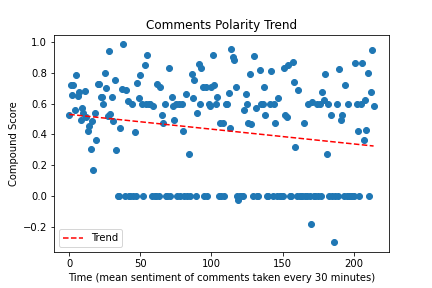 Comments Polarity Trend
1.0
0.8
0.6
0.4
0.2
0.0
−0.2
Compound Score
Trend
0 50 100 150 200
Time (mean sentiment of comments taken every 30 minutes)